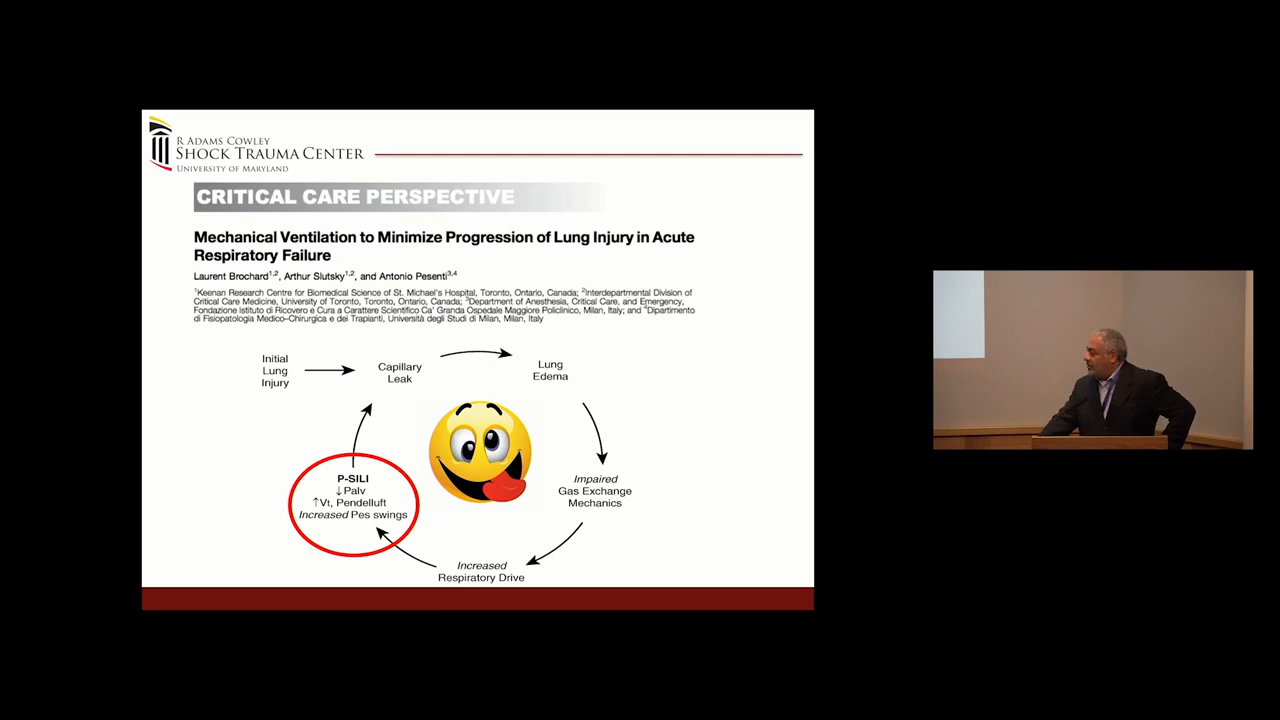 R ADAMS COWLEY
SHOCK TRAUMA CENTER
UNIVERSITY OF MARYLAND
CRITICAL CARE PERSPECTIVE
Mechanical Ventilation to Minimize Progression of Lung Injury in Acute
Respiratory Failure
Laurent Brochard1,2, Arthur Slutsky1,2, and Antonio Pesenti3,4
1Keenan Research Centre for Biomedical Science of St. Michael's Hospital, Toronto, Ontario, Canada; 2Interdepartmental Division of
Critical Care Medicine, University of Toronto, Toronto, Ontario, Canada; 3Department of Anesthesia, Critical Care, and Emergency,
Fondazione Istituto di Ricovero e Cura a Carattere Scientifico Ca' Granda Ospedale Maggiore Policlinico, Milan, Italy; and 4Dipartimento
di Fisiopatologia Medico–Chirurgica e dei Trapianti, Università degli Studi di Milan, Milan, Italy
Initial
Lung
Injury
Capillary
Leak
Lung
Edema
Impaired
Gas Exchange
Mechanics
Increased
Respiratory Drive
P-SILI
↓Palv
↑Vt, Pendelluft
Increased Pes swings